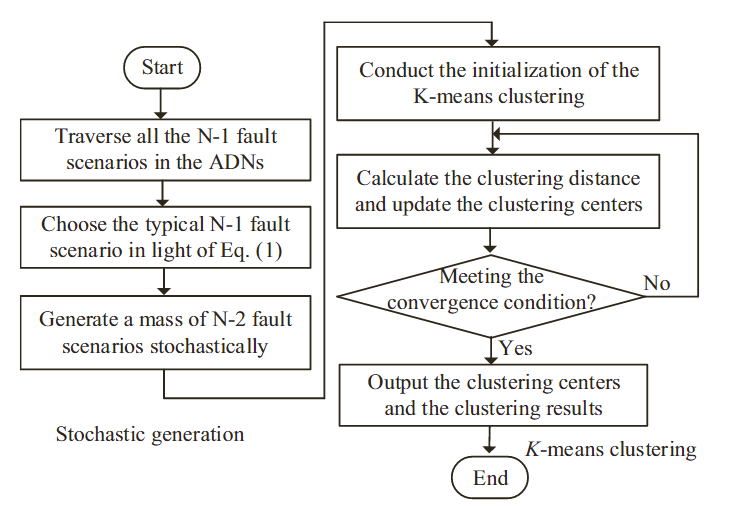 Start
Traverse all the N-1 fault
scenarios in the ADNs
Choose the typical N-1 fault
scenario in light of Eq. (1)
Generate a mass of N-2 fault
scenarios stochastically
Stochastic generation
Conduct the initialization of the
K-means clustering
Calculate the clustering distance
and update the clustering centers
Meeting the
convergence condition?
No
Yes
Output the clustering centers
and the clustering results
K-means clustering
End